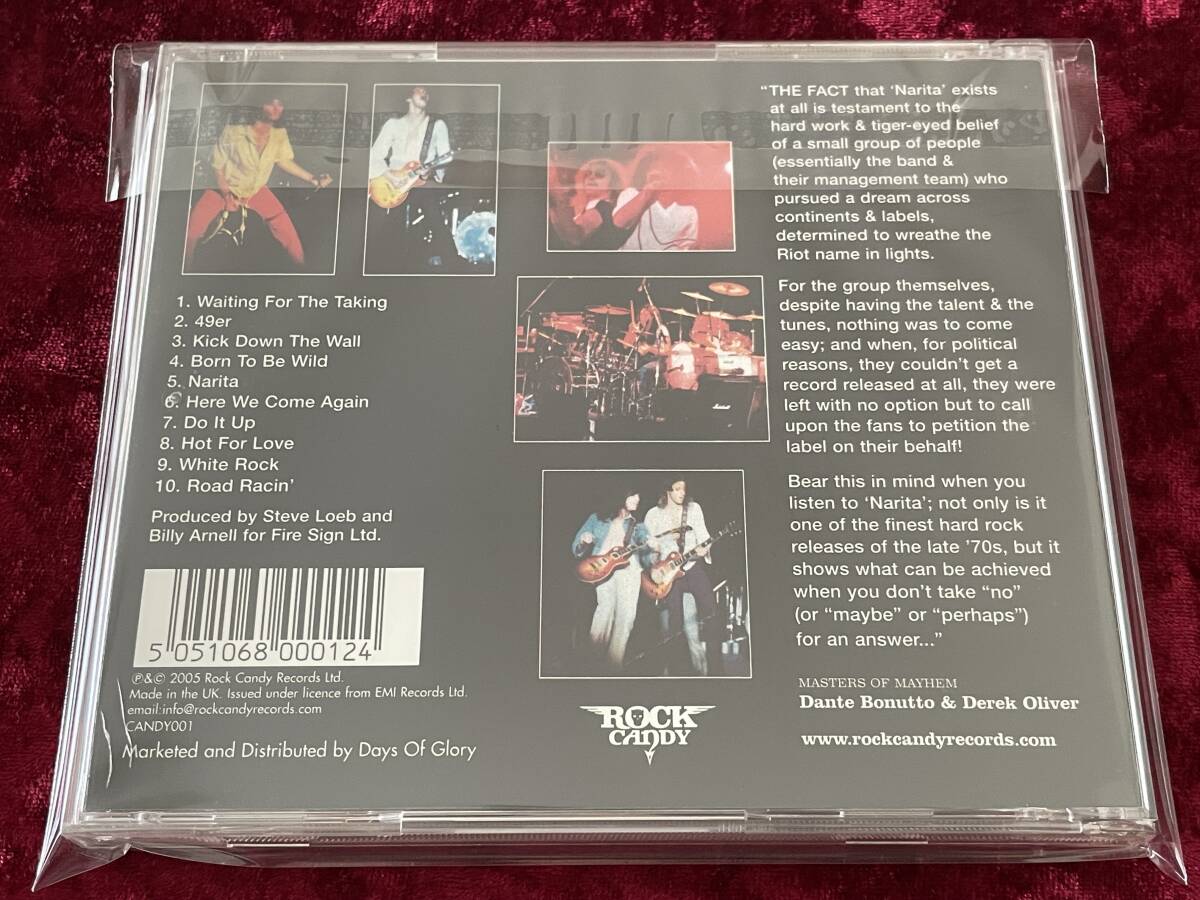 1. Waiting For The Taking
2. 49er
3. Kick Down The Wall
4. Born To Be Wild
5. Narita
6. Here We Come Again
7. Do It Up
8. Hot For Love
9. White Rock
10. Road Racin'
Produced by Steve Loeb and
Billy Arnell for Fire Sign Ltd.
5 051068 000124
℗&© 2005 Rock Candy Records Ltd.
Made in the UK. Issued under licence from EMI Records Ltd.
email:info@rockcandyrecords.com
CANDY001
Marketed and Distributed by Days Of Glory
"THE FACT that 'Narita' exists
at all is testament to the
hard work & tiger-eyed belief
of a small group of people
(essentially the band &
their management team) who
pursued a dream across
continents & labels,
determined to wreathe the
Riot name in lights.
For the group themselves,
despite having the talent & the
tunes, nothing was to come
easy; and when, for political
reasons, they couldn't get a
record released at all, they were
left with no option but to call
upon the fans to petition the
label on their behalf!
Bear this in mind when you
listen to 'Narita'; not only is it
one of the finest hard rock
releases of the late '70s, but it
shows what can be achieved
when you don't take "no"
(or "maybe" or "perhaps")
for an answer..."
MASTERS OF MAYHEM
Dante Bonutto & Derek Oliver
www.rockcandyrecords.com
ROCK
CANDY
Marshall